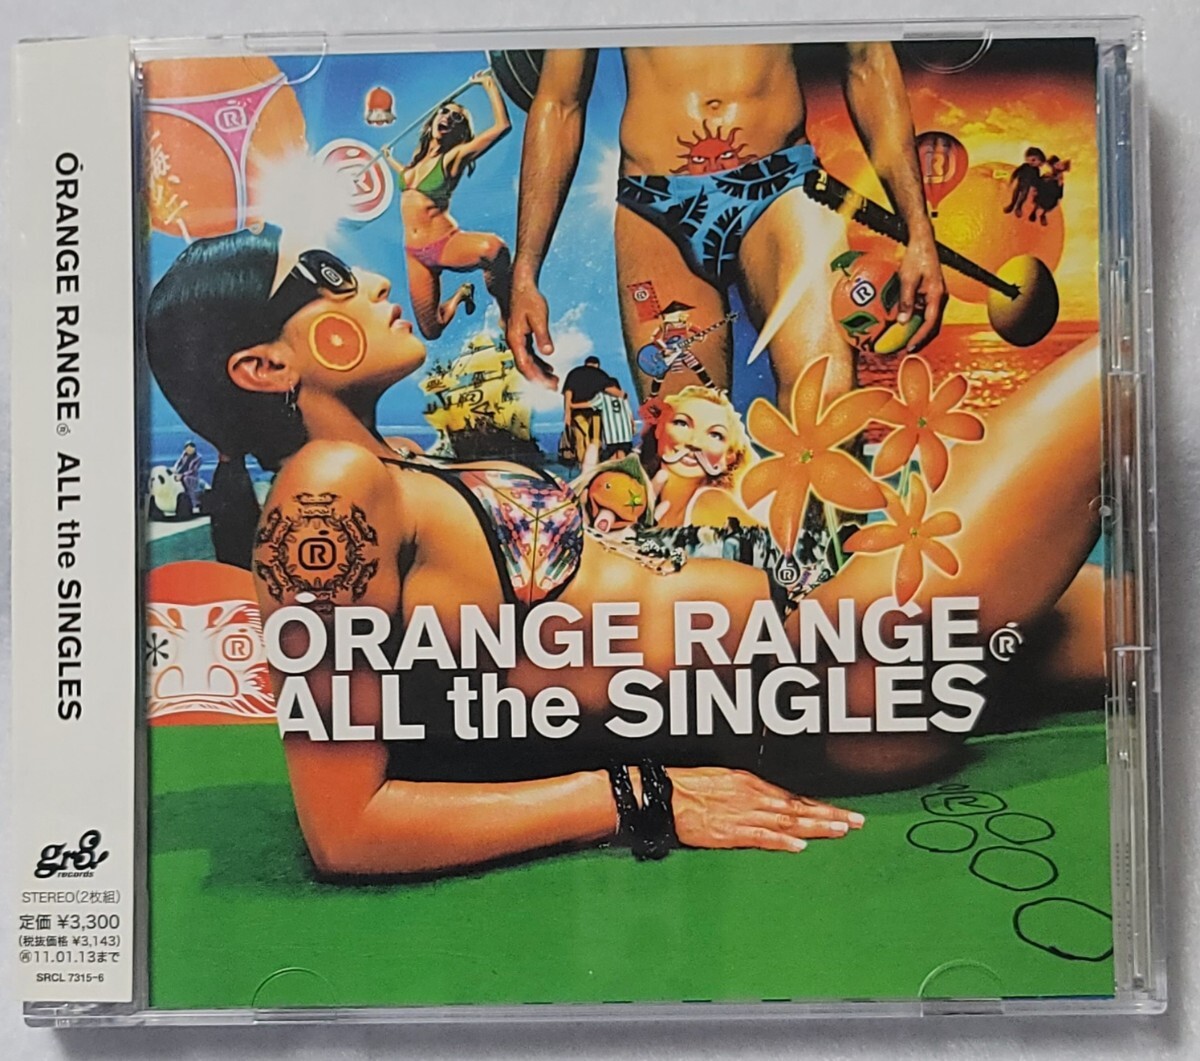 ORANGE RANGE® ALL the SINGLES
gr8!
records
STEREO(2枚組)
定価 ¥3,300
(税抜価格 ¥3,143)
㋐11.01.13まで
SRCL 7315-6
ORANGE RANGE®
ALL the SINGLES